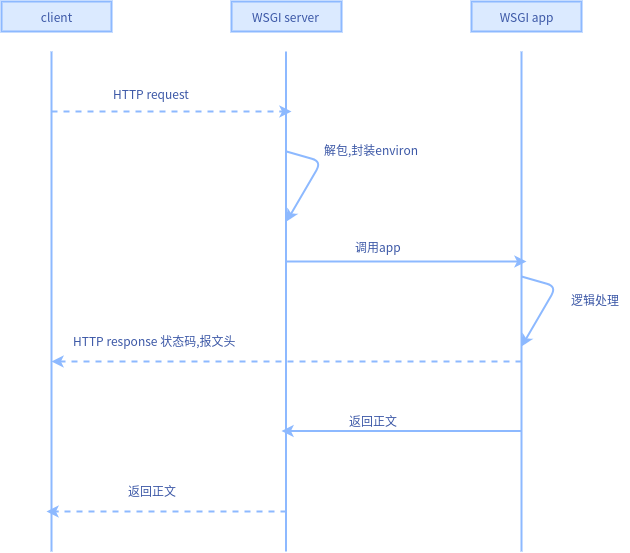 client
WSGI server
WSGI app
HTTP request
解包,封装environ
调用app
逻辑处理
HTTP response 状态码,报文头
返回正文
返回正文